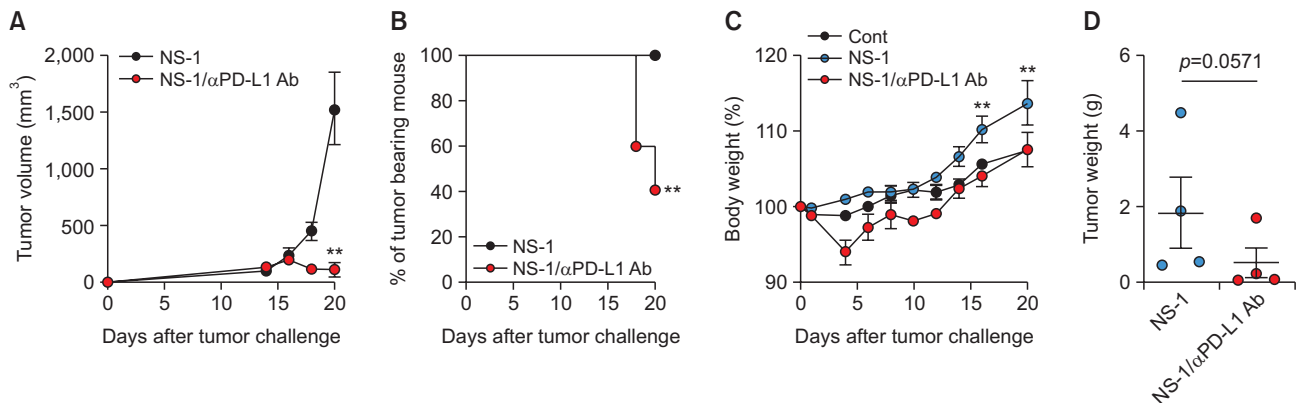 A
2,000
1,500
1,000
500
0
Tumor volume (mm³)
NS-1
NS-1/αPD-L1 Ab
**
0 5 10 15 20
Days after tumor challenge
B
100
80
60
40
20
0
% of tumor bearing mouse
**
NS-1
NS-1/αPD-L1 Ab
0 5 10 15 20
Days after tumor challenge
C
120
110
100
90
Body weight (%)
Cont
NS-1
NS-1/αPD-L1 Ab
**
**
0 5 10 15 20
Days after tumor challenge
D
6
4
2
0
Tumor weight (g)
p=0.0571
NS-1
NS-1/αPD-L1 Ab